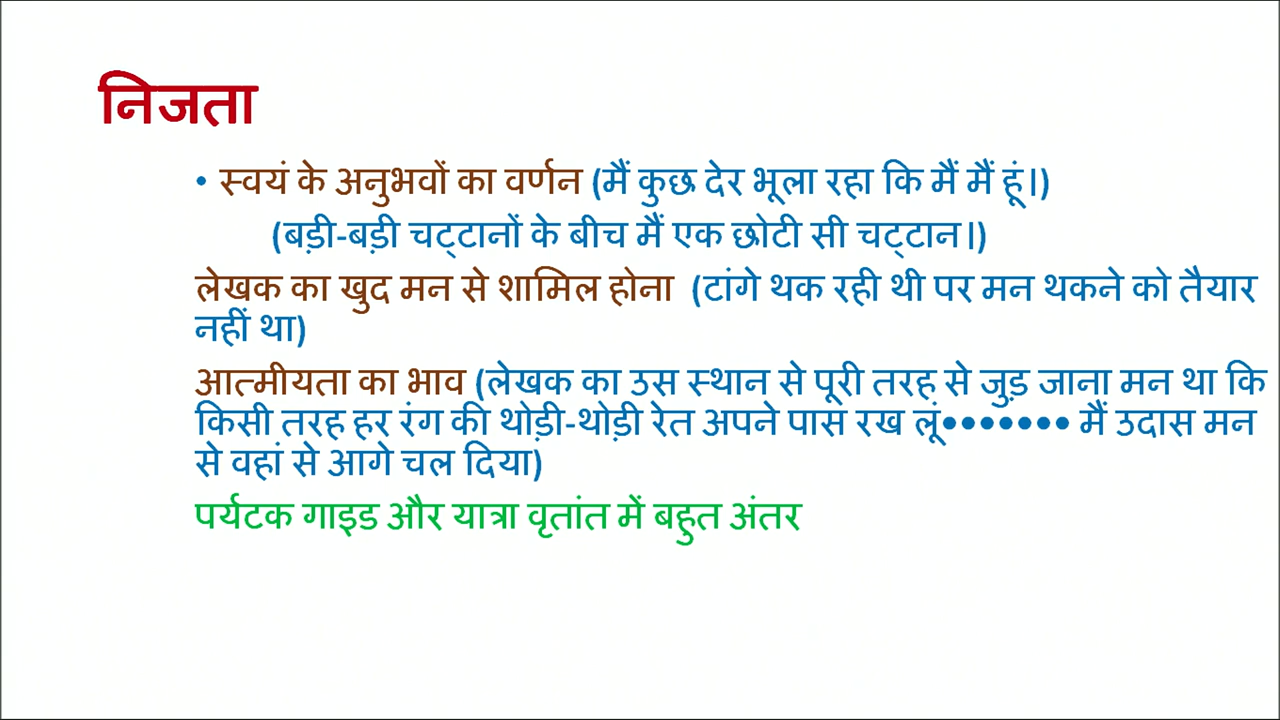 निजता
• स्वयं के अनुभवों का वर्णन (मैं कुछ देर भूला रहा कि मैं मैं हूं।)
(बड़ी-बड़ी चट्टानों के बीच मैं एक छोटी सी चट्टान।)
लेखक का खुद मन से शामिल होना (टांगे थक रही थी पर मन थकने को तैयार
नहीं था)
आत्मीयता का भाव (लेखक का उस स्थान से पूरी तरह से जुड़ जाना मन था कि
किसी तरह हर रंग की थोड़ी-थोड़ी रेत अपने पास रख लूं••••••• मैं उदास मन
से वहां से आगे चल दिया)
पर्यटक गाइड और यात्रा वृतांत में बहुत अंतर